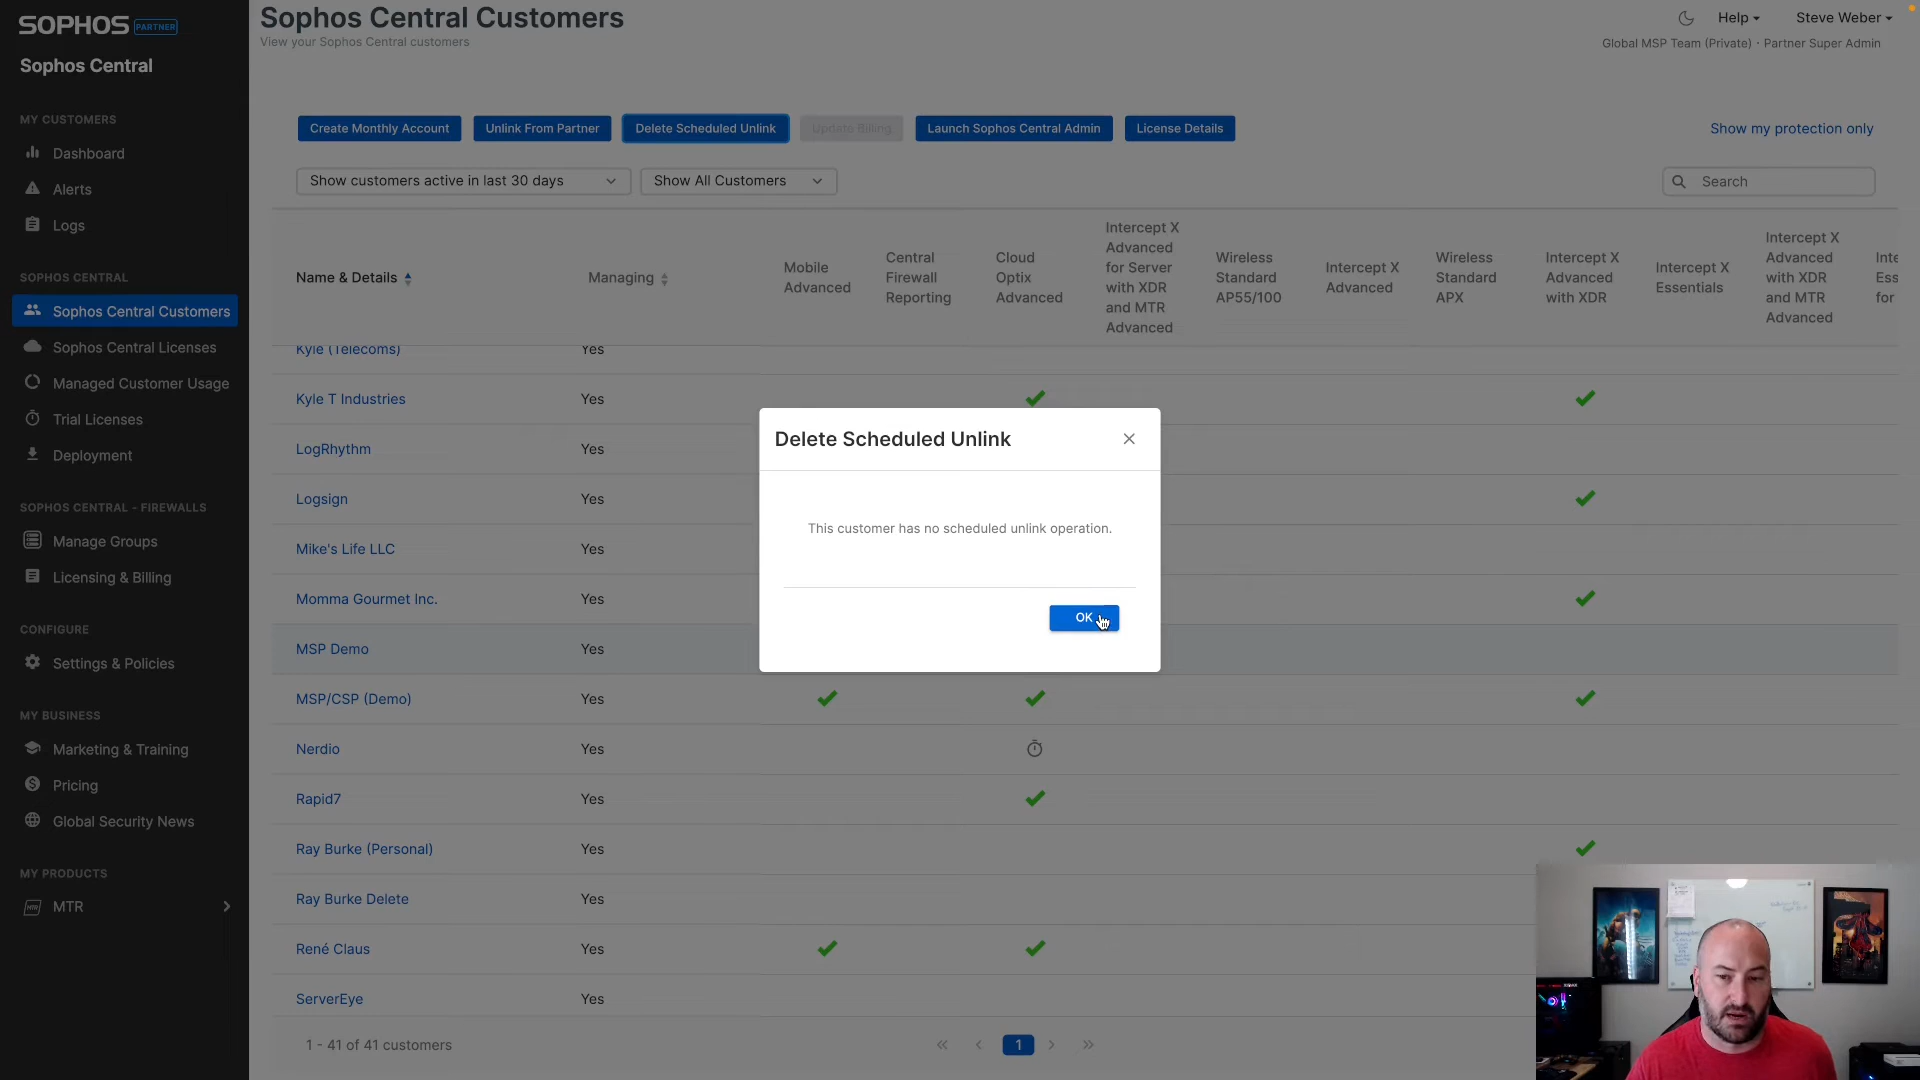 SOPHOS PARTNER
Sophos Central
MY CUSTOMERS
Dashboard
Alerts
Logs
SOPHOS CENTRAL
Sophos Central Customers
Sophos Central Licenses
Managed Customer Usage
Trial Licenses
Deployment
SOPHOS CENTRAL - FIREWALLS
Manage Groups
Licensing & Billing
CONFIGURE
Settings & Policies
MY BUSINESS
Marketing & Training
Pricing
Global Security News
MY PRODUCTS
MTR
Sophos Central Customers
View your Sophos Central customers
Help
Steve Weber
Global MSP Team (Private) · Partner Super Admin
Create Monthly Account
Unlink From Partner
Delete Scheduled Unlink
Update Billing
Launch Sophos Central Admin
License Details
Show my protection only
Show customers active in last 30 days
Show All Customers
Search
Name & Details
Managing
Mobile
Advanced
Central
Firewall
Reporting
Cloud
Optix
Advanced
Intercept X
Advanced
for Server
with XDR
and MTR
Advanced
Wireless
Standard
AP55/100
Intercept X
Advanced
Wireless
Standard
APX
Intercept X
Advanced
with XDR
Intercept X
Essentials
Intercept X
Advanced
with XDR
and MTR
Advanced
Inte
Ess
for
Kyle (Telecoms) Yes
Kyle T Industries Yes
LogRhythm Yes
Logsign Yes
Mike's Life LLC Yes
Momma Gourmet Inc. Yes
MSP Demo Yes
MSP/CSP (Demo) Yes
Nerdio Yes
Rapid7 Yes
Ray Burke (Personal) Yes
Ray Burke Delete Yes
René Claus Yes
ServerEye Yes
1 - 41 of 41 customers
1
Delete Scheduled Unlink
This customer has no scheduled unlink operation.
OK